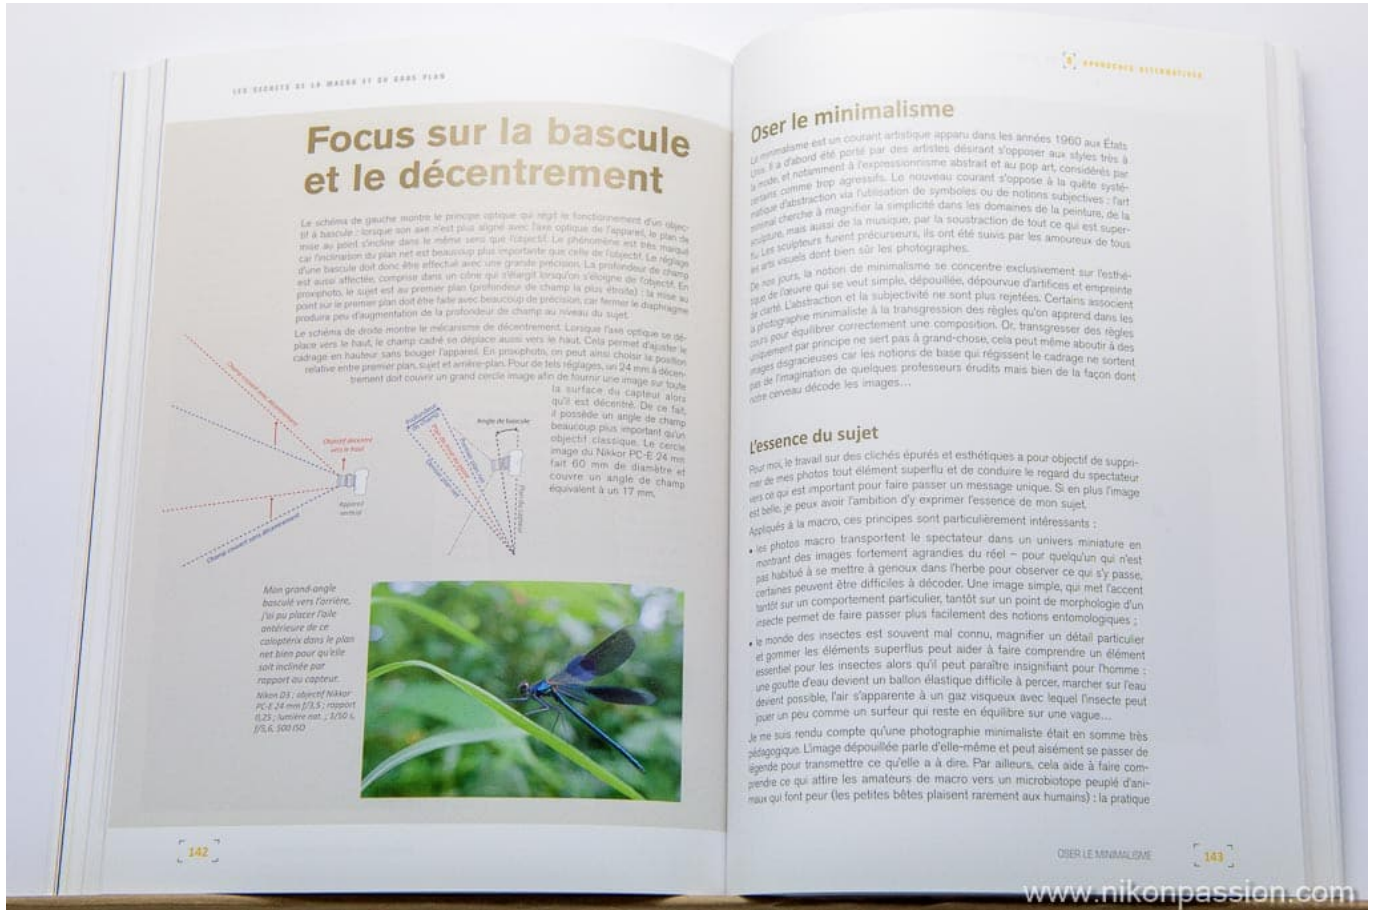 LES SECRETS DE LA MACRO ET DU GROS PLAN
Focus sur la bascule
et le décentrement
Le schéma de gauche montre le principe optique qui régit le fonctionnement d'un objec-
tif à bascule : lorsque son axe n'est plus aligné avec l'axe optique de l'appareil, le plan de
mise au point s'incline dans le même sens que l'objectif. Le phénomène est très marqué
car l'inclinaison du plan net est beaucoup plus importante que celle de l'objectif. Le réglage
d'une bascule doit donc être effectué avec une grande précision. La profondeur de champ
est aussi affectée, comprise dans un cône qui s'élargit lorsqu'on s'éloigne de l'objectif. En
proxiphoto, le sujet est au premier plan (profondeur de champ la plus étroite) : la mise au
point sur le premier plan doit être faite avec beaucoup de précision, car fermer le diaphragme
produira peu d'augmentation de la profondeur de champ au niveau du sujet.
Le schéma de droite montre le mécanisme de décentrement. Lorsque l'axe optique se dé-
place vers le haut, le champ cadré se déplace aussi vers le haut. Cela permet d'ajuster le
cadrage en hauteur sans bouger l'appareil. En proxiphoto, on peut ainsi choisir la position
relative entre premier plan, sujet et arrière-plan. Pour de tels réglages, un 24 mm à décen-
trement doit couvrir un grand cercle image afin de fournir une image sur toute
la surface du capteur alors
qu'il est décentré. De ce fait,
il possède un angle de champ
beaucoup plus important qu'un
objectif classique. Le cercle
image du Nikkor PC-E 24 mm
fait 60 mm de diamètre et
couvre un angle de champ
équivalent à un 17 mm.
Champ couvert avec décentrement
Objectif décentré
vers le haut
Appareil
vertical
Champ couvert sans décentrement
Profondeur
de champ
Angle de bascule
Plan du capteur
Mon grand-angle
basculé vers l'arrière,
j'ai pu placer l'aile
antérieure de ce
caloptérix dans le plan
net bien pour qu'elle
soit inclinée par
rapport au capteur.
Nikon D3 ; objectif Nikkor
PC-E 24 mm f/3,5 ; rapport
0,25 ; lumière nat. ; 1/50 s,
f/5,6, 500 ISO
142
5 APPROCHES ALTERNATIVES
Oser le minimalisme
Le minimalisme est un courant artistique apparu dans les années 1960 aux États
Unis. Il a d'abord été porté par des artistes désirant s'opposer aux styles très à
la mode, et notamment à l'expressionnisme abstrait et au pop art, considérés par
certains comme trop agressifs. Le nouveau courant s'oppose à la quête systé-
matique d'abstraction via l'utilisation de symboles ou de notions subjectives : l'art
minimal cherche à magnifier la simplicité dans les domaines de la peinture, de la
sculpture, mais aussi de la musique, par la soustraction de tout ce qui est super-
flu. Les sculpteurs furent précurseurs, ils ont été suivis par les amoureux de tous
les arts visuels dont bien sûr les photographes.
De nos jours, la notion de minimalisme se concentre exclusivement sur l'esthé-
tique de l'œuvre qui se veut simple, dépouillée, dépourvue d'artifices et empreinte
de clarté. L'abstraction et la subjectivité ne sont plus rejetées. Certains associent
la photographie minimaliste à la transgression des règles qu'on apprend dans les
cours pour équilibrer correctement une composition. Or, transgresser des règles
uniquement par principe ne sert pas à grand-chose, cela peut même aboutir à des
images disgracieuses car les notions de base qui régissent le cadrage ne sortent
pas de l'imagination de quelques professeurs érudits mais bien de la façon dont
notre cerveau décode les images...
L'essence du sujet
Pour moi, le travail sur des clichés épurés et esthétiques a pour objectif de suppri-
mer de mes photos tout élément superflu et de conduire le regard du spectateur
vers ce qui est important pour faire passer un message unique. Si en plus l'image
est belle, je peux avoir l'ambition d'y exprimer l'essence de mon sujet.
Appliqués à la macro, ces principes sont particulièrement intéressants :
• les photos macro transportent le spectateur dans un univers miniature en
montrant des images fortement agrandies du réel – pour quelqu'un qui n'est
pas habitué à se mettre à genoux dans l'herbe pour observer ce qui s'y passe,
certaines peuvent être difficiles à décoder. Une image simple, qui met l'accent
tantôt sur un comportement particulier, tantôt sur un point de morphologie d'un
insecte permet de faire passer plus facilement des notions entomologiques ;
• le monde des insectes est souvent mal connu, magnifier un détail particulier
et gommer les éléments superflus peut aider à faire comprendre un élément
essentiel pour les insectes alors qu'il peut paraître insignifiant pour l'homme :
une goutte d'eau devient un ballon élastique difficile à percer, marcher sur l'eau
devient possible, l'air s'apparente à un gaz visqueux avec lequel l'insecte peut
jouer un peu comme un surfeur qui reste en équilibre sur une vague...
Je me suis rendu compte qu'une photographie minimaliste était en somme très
pédagogique. L'image dépouillée parle d'elle-même et peut aisément se passer de
légende pour transmettre ce qu'elle a à dire. Par ailleurs, cela aide à faire com-
prendre ce qui attire les amateurs de macro vers un microbiotope peuplé d'ani-
maux qui font peur (les petites bêtes plaisent rarement aux humains) : la pratique
OSER LE MINIMALISME
143
www.nikonpassion.com